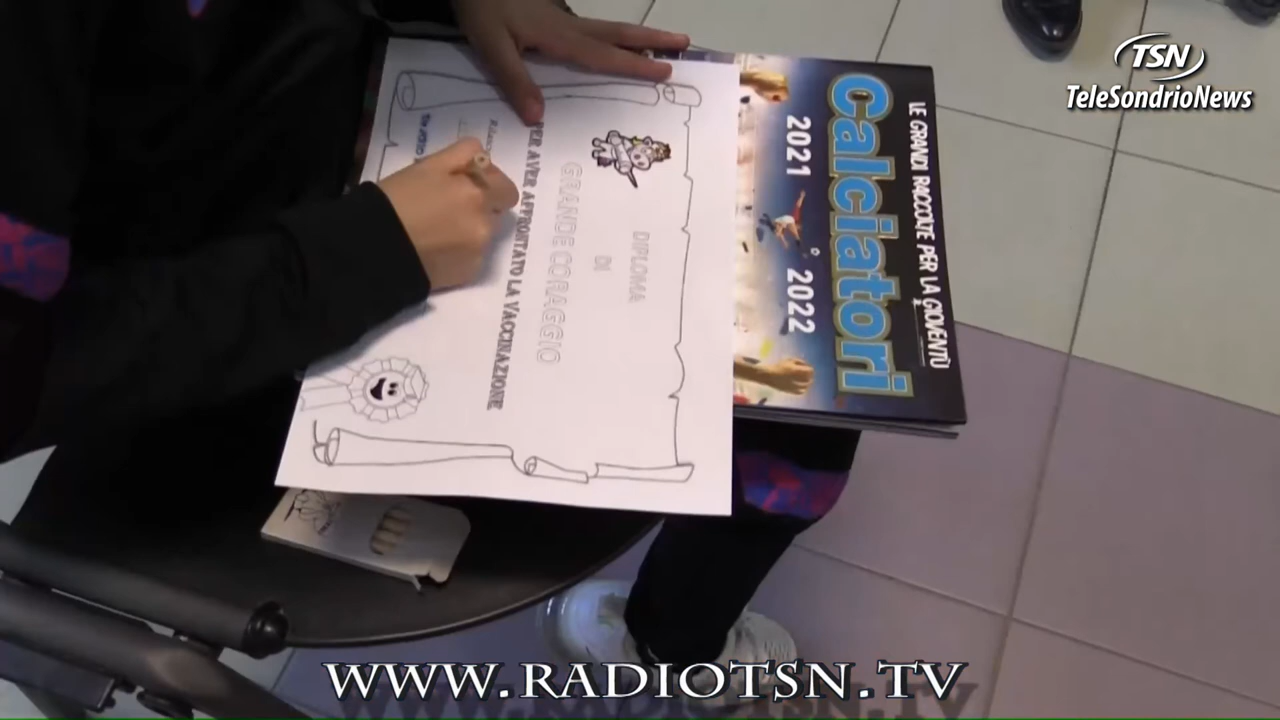 TSN
TeleSondrioNews
LE GRANDI RACCOLTE PER LA GIOVENTÙ
Calciatori
2021 2022
DIPLOMA
DI
GRANDE CORAGGIO
PER AVER AFFRONTATO LA VACCINAZIONE
WWW.RADIOTSN.TV